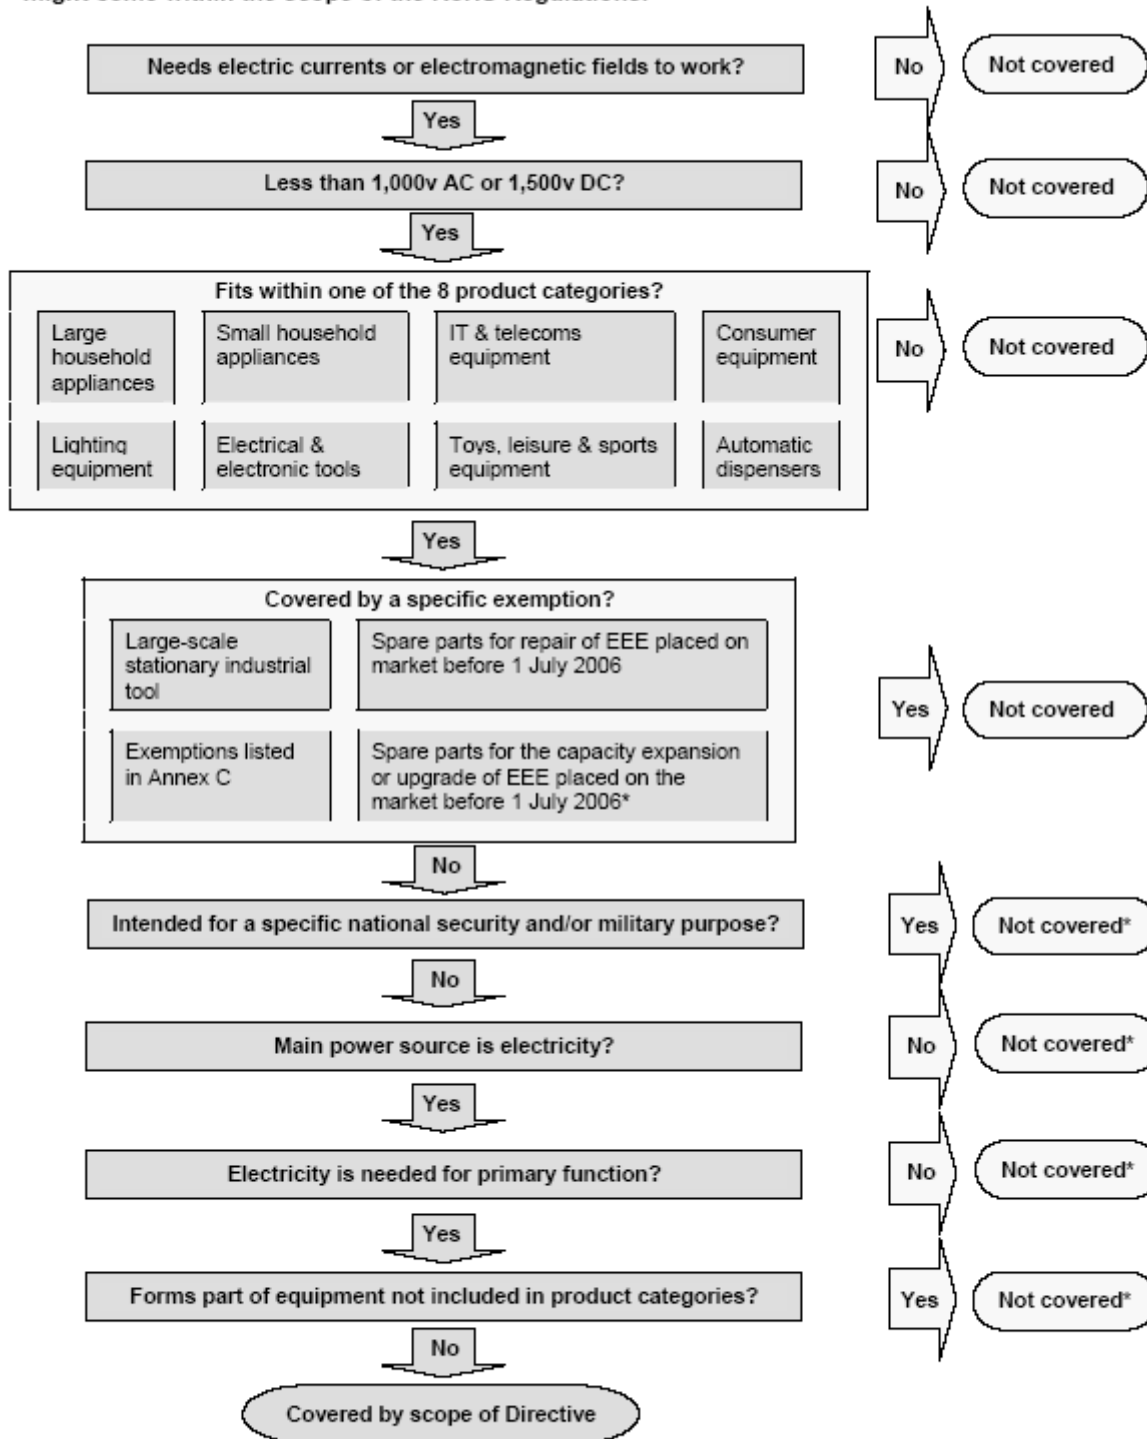 might come within the scope of the RoHS Regulations.
Needs electric currents or electromagnetic fields to work?
No
Not covered
Yes
Less than 1,000v AC or 1,500v DC?
No
Not covered
Yes
Fits within one of the 8 product categories?
Large
household
appliances
Small household
appliances
IT & telecoms
equipment
Consumer
equipment
No
Not covered
Lighting
equipment
Electrical &
electronic tools
Toys, leisure & sports
equipment
Automatic
dispensers
Yes
Covered by a specific exemption?
Large-scale
stationary industrial
tool
Spare parts for repair of EEE placed on
market before 1 July 2006
Yes
Not covered
Exemptions listed
in Annex C
Spare parts for the capacity expansion
or upgrade of EEE placed on the
market before 1 July 2006*
No
Intended for a specific national security and/or military purpose?
Yes
Not covered*
No
Main power source is electricity?
No
Not covered*
Yes
Electricity is needed for primary function?
No
Not covered*
Yes
Forms part of equipment not included in product categories?
Yes
Not covered*
No
Covered by scope of Directive